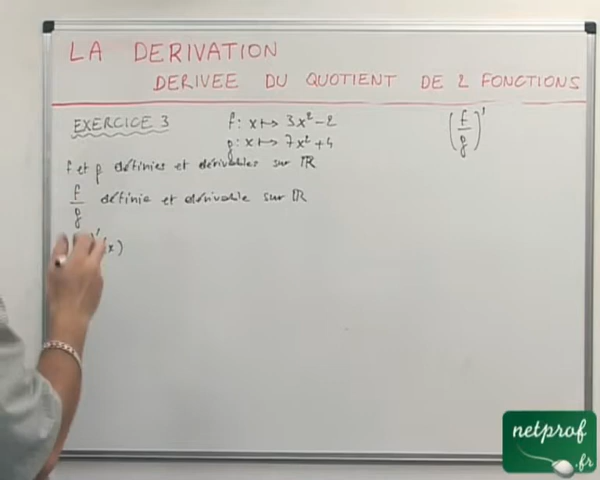 LA DERIVATION
DERIVEE DU QUOTIENT DE 2 FONCTIONS
EXERCICE 3
f: x ↦ 3x²-2
g: x ↦ 7x²+4
(f/g)'
f et g définies et dérivables sur ℝ
f/g définie et dérivable sur ℝ
)'(x)
netprof
.fr